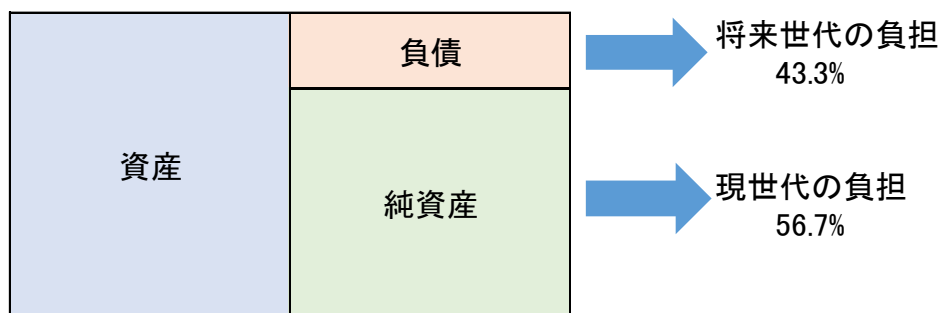 資産
負債
純資産
将来世代の負担
43.3%
現世代の負担
56.7%